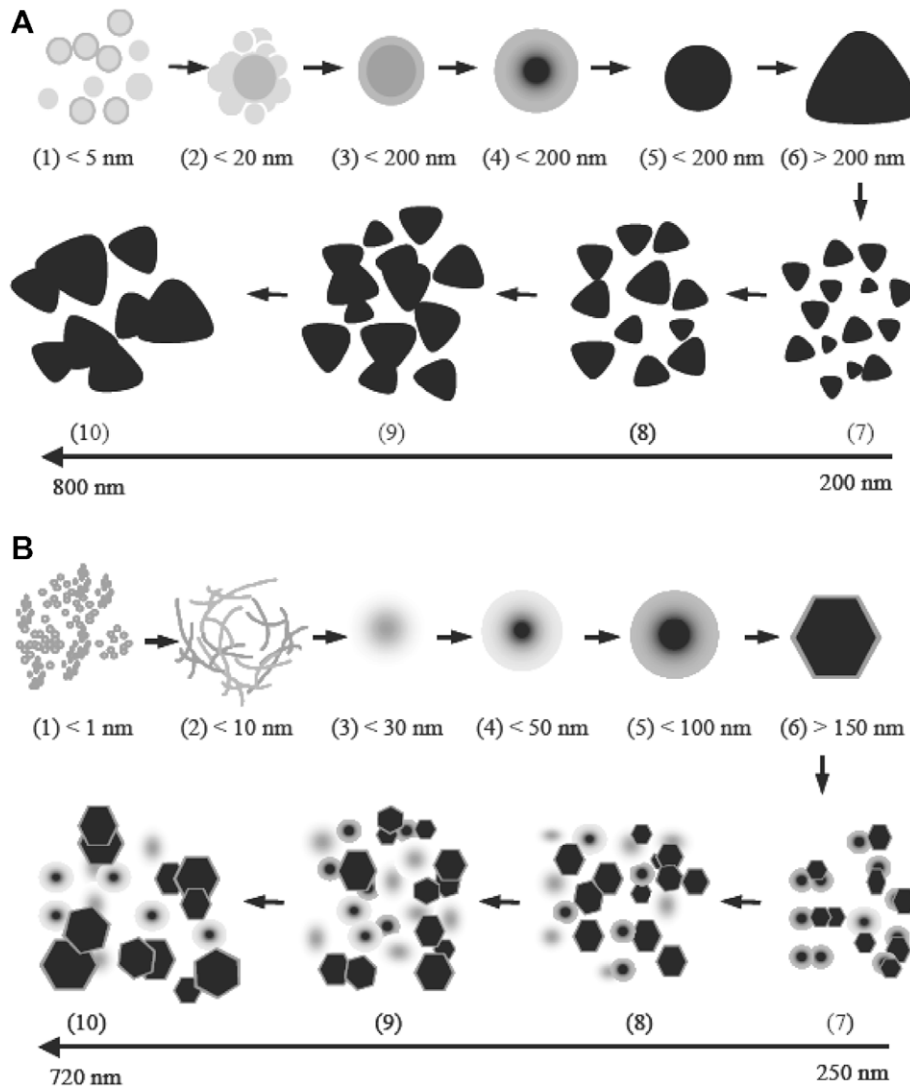 A
(1) < 5 nm (2) < 20 nm (3) < 200 nm (4) < 200 nm (5) < 200 nm (6) > 200 nm
(10) (9) (8) (7)
800 nm 200 nm
B
(1) < 1 nm (2) < 10 nm (3) < 30 nm (4) < 50 nm (5) < 100 nm (6) > 150 nm
(10) (9) (8) (7)
720 nm 250 nm